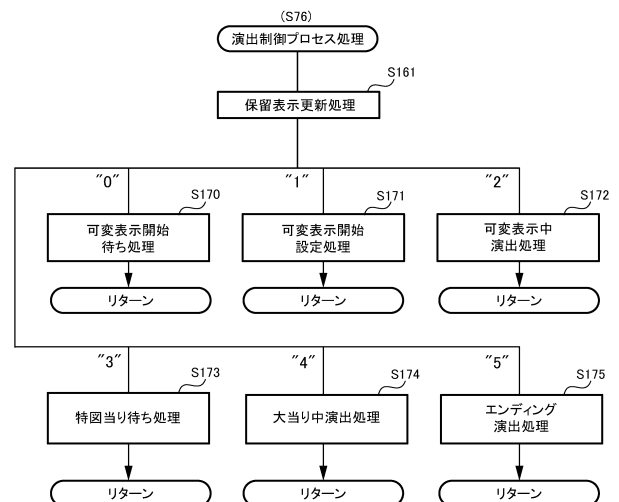 (S76)
演出制御プロセス処理
S161
保留表示更新処理
"0"
"1"
"2"
S170
S171
S172
可変表示開始
待ち処理
可変表示開始
設定処理
可変表示中
演出処理
リターン
リターン
リターン
"3"
"4"
"5"
S173
S174
S175
特図当り待ち処理
大当り中演出処理
エンディング
演出処理
リターン
リターン
リターン